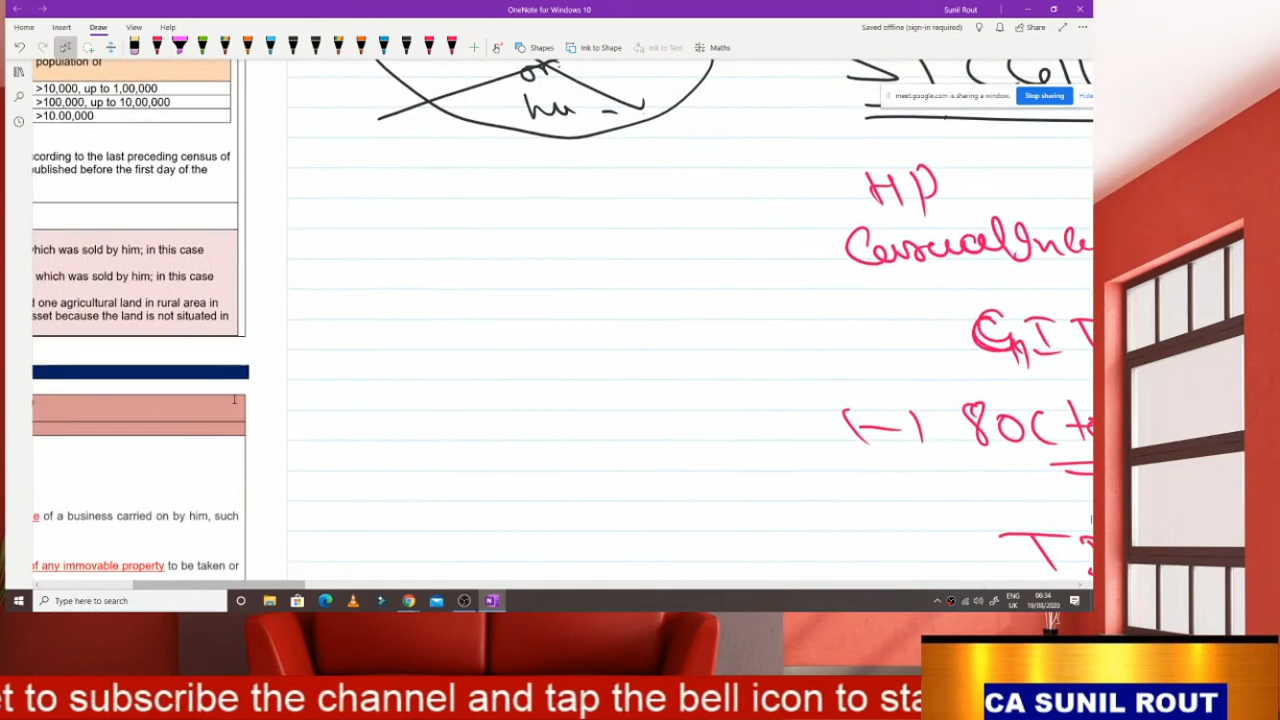 OneNote for Windows 10
Sunil Rout
Home Insert Draw View Help
Saved offline (sign-in required)
Share
Shapes
Ink to Shape
Ink to Text
Maths
population of
>10,000, up to 1,00,000
>100,000, up to 10,00,000
>10.00,000
meet.google.com is sharing a window.
Stop sharing
Hide
ccording to the last preceding census of
ublished before the first day of the
HP
which was sold by him; in this case
which was sold by him; in this case
d one agricultural land in rural area in
sset because the land is not situated in
(-) 80C to
e of a business carried on by him, such
of any immovable property to be taken or
Type here to search
ENG
UK
06:34
19/08/2020
et to subscribe the channel and tap the bell icon to sta
CA SUNIL ROUT